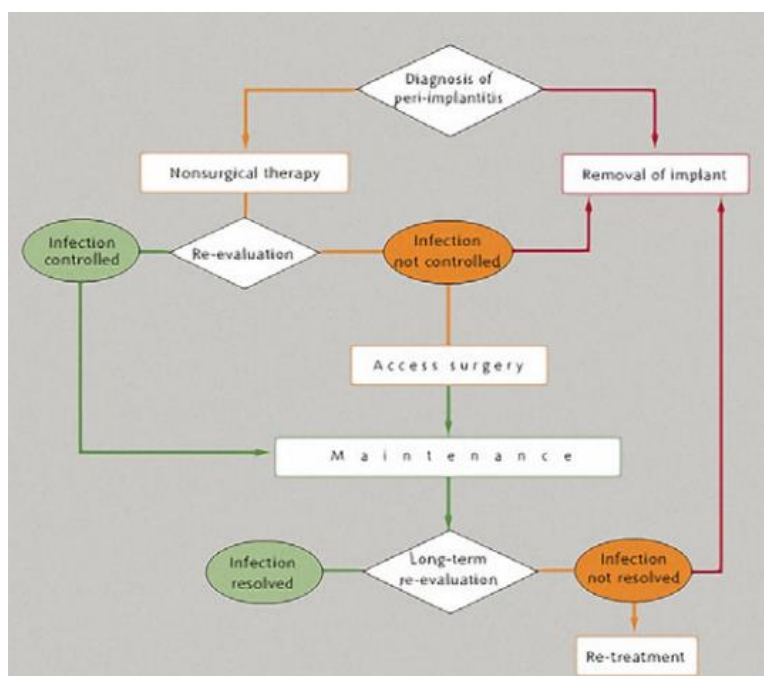 Diagnosis of
peri-implantitis
Nonsurgical therapy
Removal of implant
Infection
controlled
Re-evaluation
Infection
not controlled
Access surgery
Maintenance
Infection
resolved
Long-term
re-evaluation
Infection
not resolved
Re-treatment